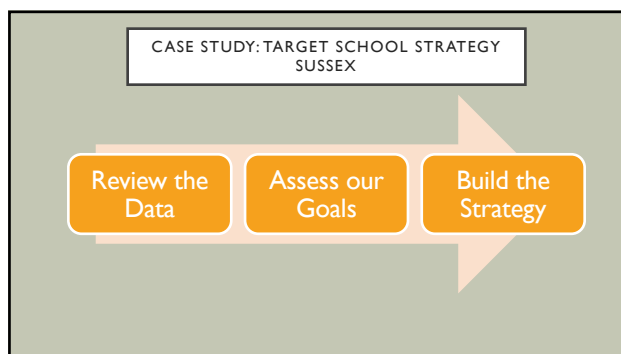 CASE STUDY: TARGET SCHOOL STRATEGY
SUSSEX
Review the
Data
Assess our
Goals
Build the
Strategy